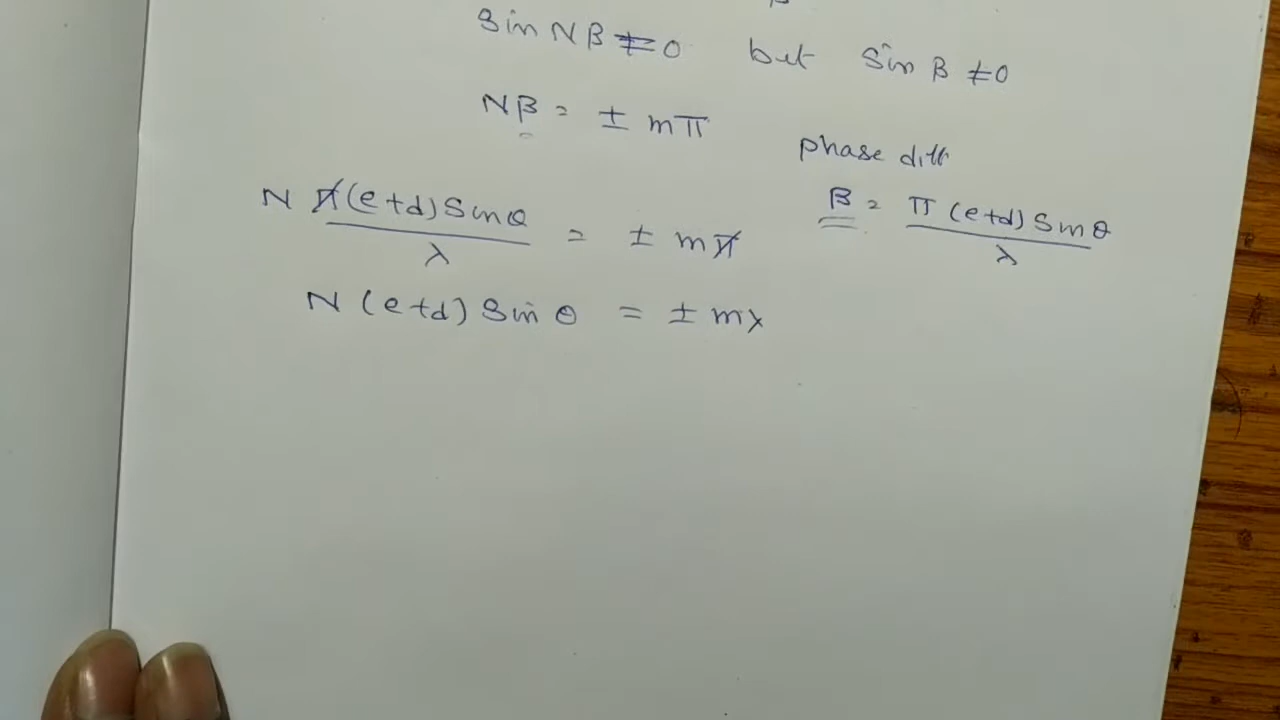 Sin Nβ = 0 but Sin β ≠ 0
Nβ = ± mπ
phase diff
N π(e+d) Sinθ / λ = ± mπ
β = π (e+d) Sinθ / λ
N (e+d) Sin θ = ± mλ